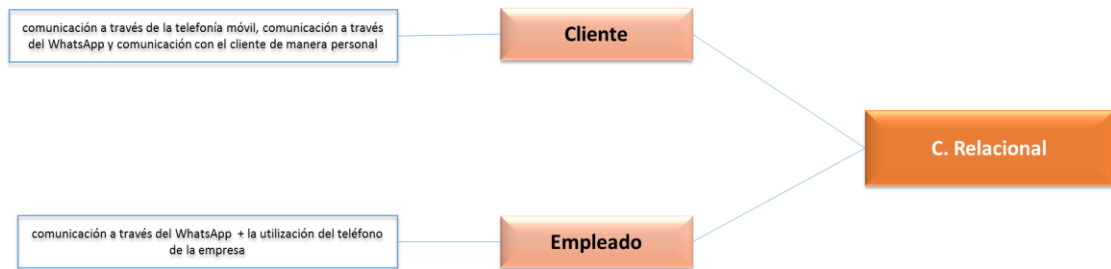 comunicación a través de la telefonía móvil, comunicación a través
del WhatsApp y comunicación con el cliente de manera personal
Cliente
C. Relacional
comunicación a través del WhatsApp + la utilización del teléfono
de la empresa
Empleado